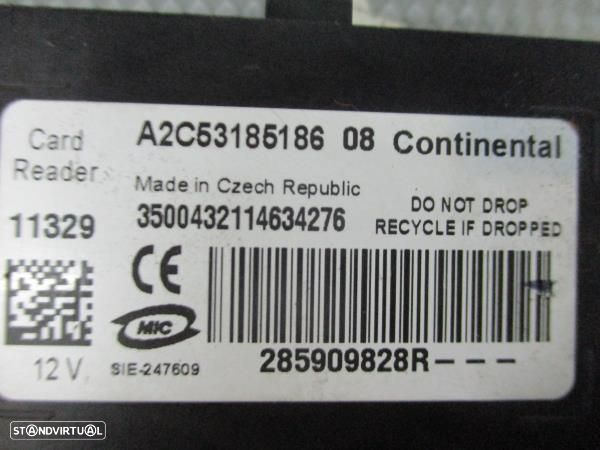 Card Reader
A2C53185186 08 Continental
Made in Czech Republic
11329
3500432114634276
DO NOT DROP
RECYCLE IF DROPPED
CE
MIC
12 V
SIE-247609
285909828R---
STANDVIRTUAL